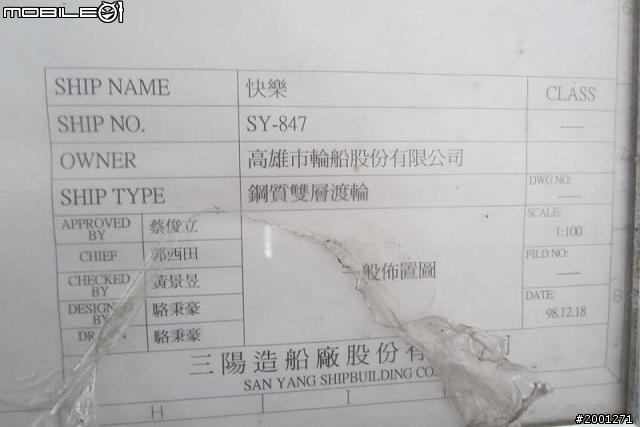 mobile01
SHIP NAME 快樂 CLASS
SHIP NO. SY-847 ----
OWNER 高雄市輪船股份有限公司
SHIP TYPE 鋼質雙層渡輪
DWG NO:
----
APPROVED BY 蔡俊立
SCALE:
1:100
CHIEF 郭西田
一般佈置圖
FILD NO:
----
CHECKED BY 黃景昱
DESIGNED BY 駱秉豪
DATE:
98.12.18
駱秉豪
三陽造船廠股份有 司
SAN YANG SHIPBUILDING CO.
H I
8
#2001271